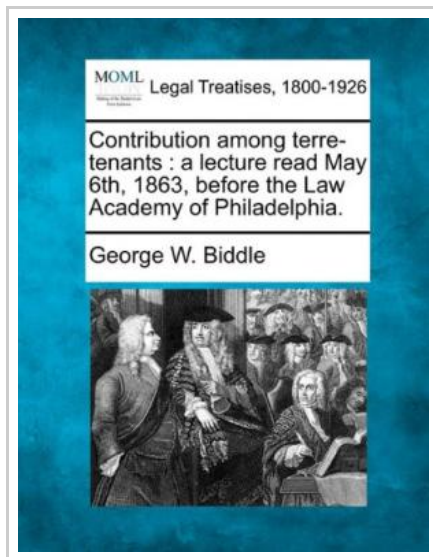 MOML
Legal Treatises, 1800-1926
Contribution among terre-
tenants : a lecture read May
6th, 1863, before the Law
Academy of Philadelphia.
George W. Biddle